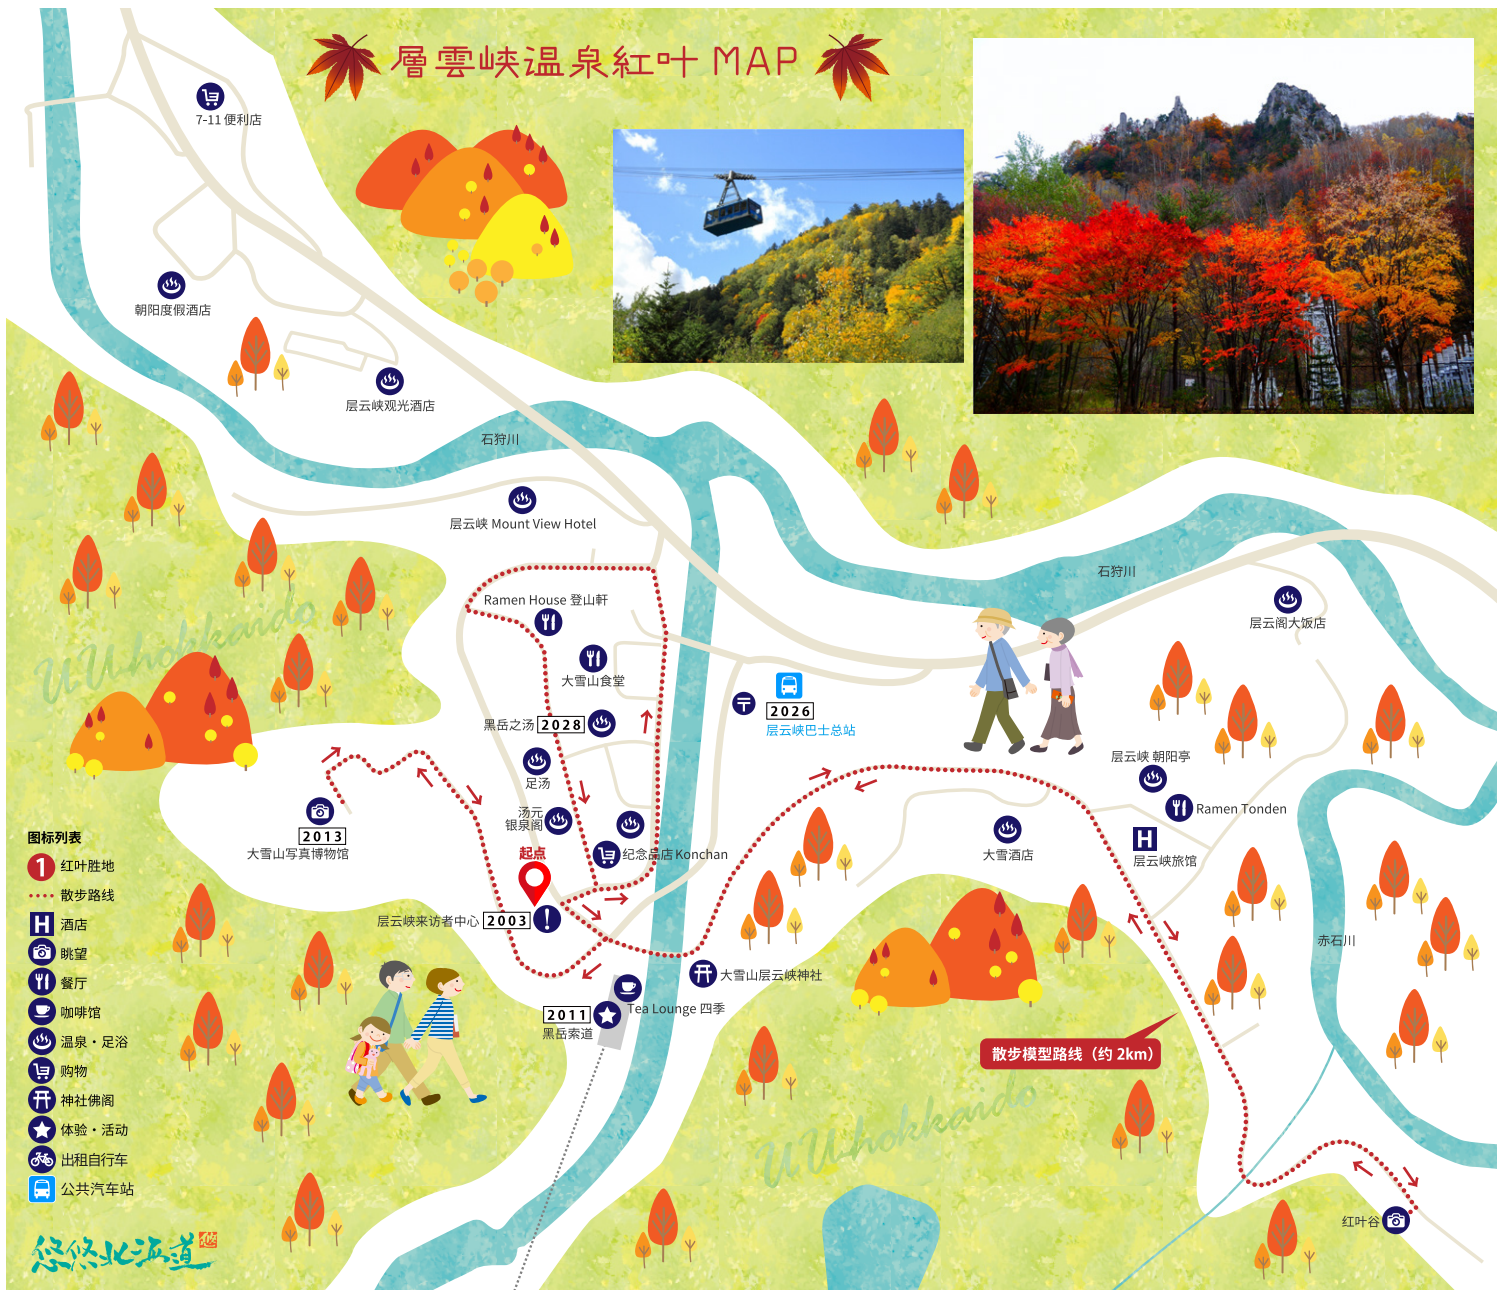 層雲峡温泉紅叶 MAP
7-11 便利店
朝阳度假酒店
层云峡观光酒店
石狩川
层云峡 Mount View Hotel
石狩川
Ramen House 登山軒
层云阁大饭店
大雪山食堂
2026
层云峡巴士总站
黑岳之汤 2028
层云峡 朝阳亭
足汤
Ramen Tonden
汤元
银泉阁
2013
大雪山写真博物馆
纪念品店 Konchan
大雪酒店
层云峡旅馆
起点
层云峡来访者中心 2003
赤石川
大雪山层云峡神社
Tea Lounge 四季
2011
黑岳索道
散步模型路线（约 2km）
红叶谷
图标列表
1 红叶胜地
散步路线
H 酒店
眺望
餐厅
咖啡馆
温泉・足浴
购物
神社佛阁
体验・活动
出租自行车
公共汽车站
悠悠北海道
UUhokkaido
UUhokkaido